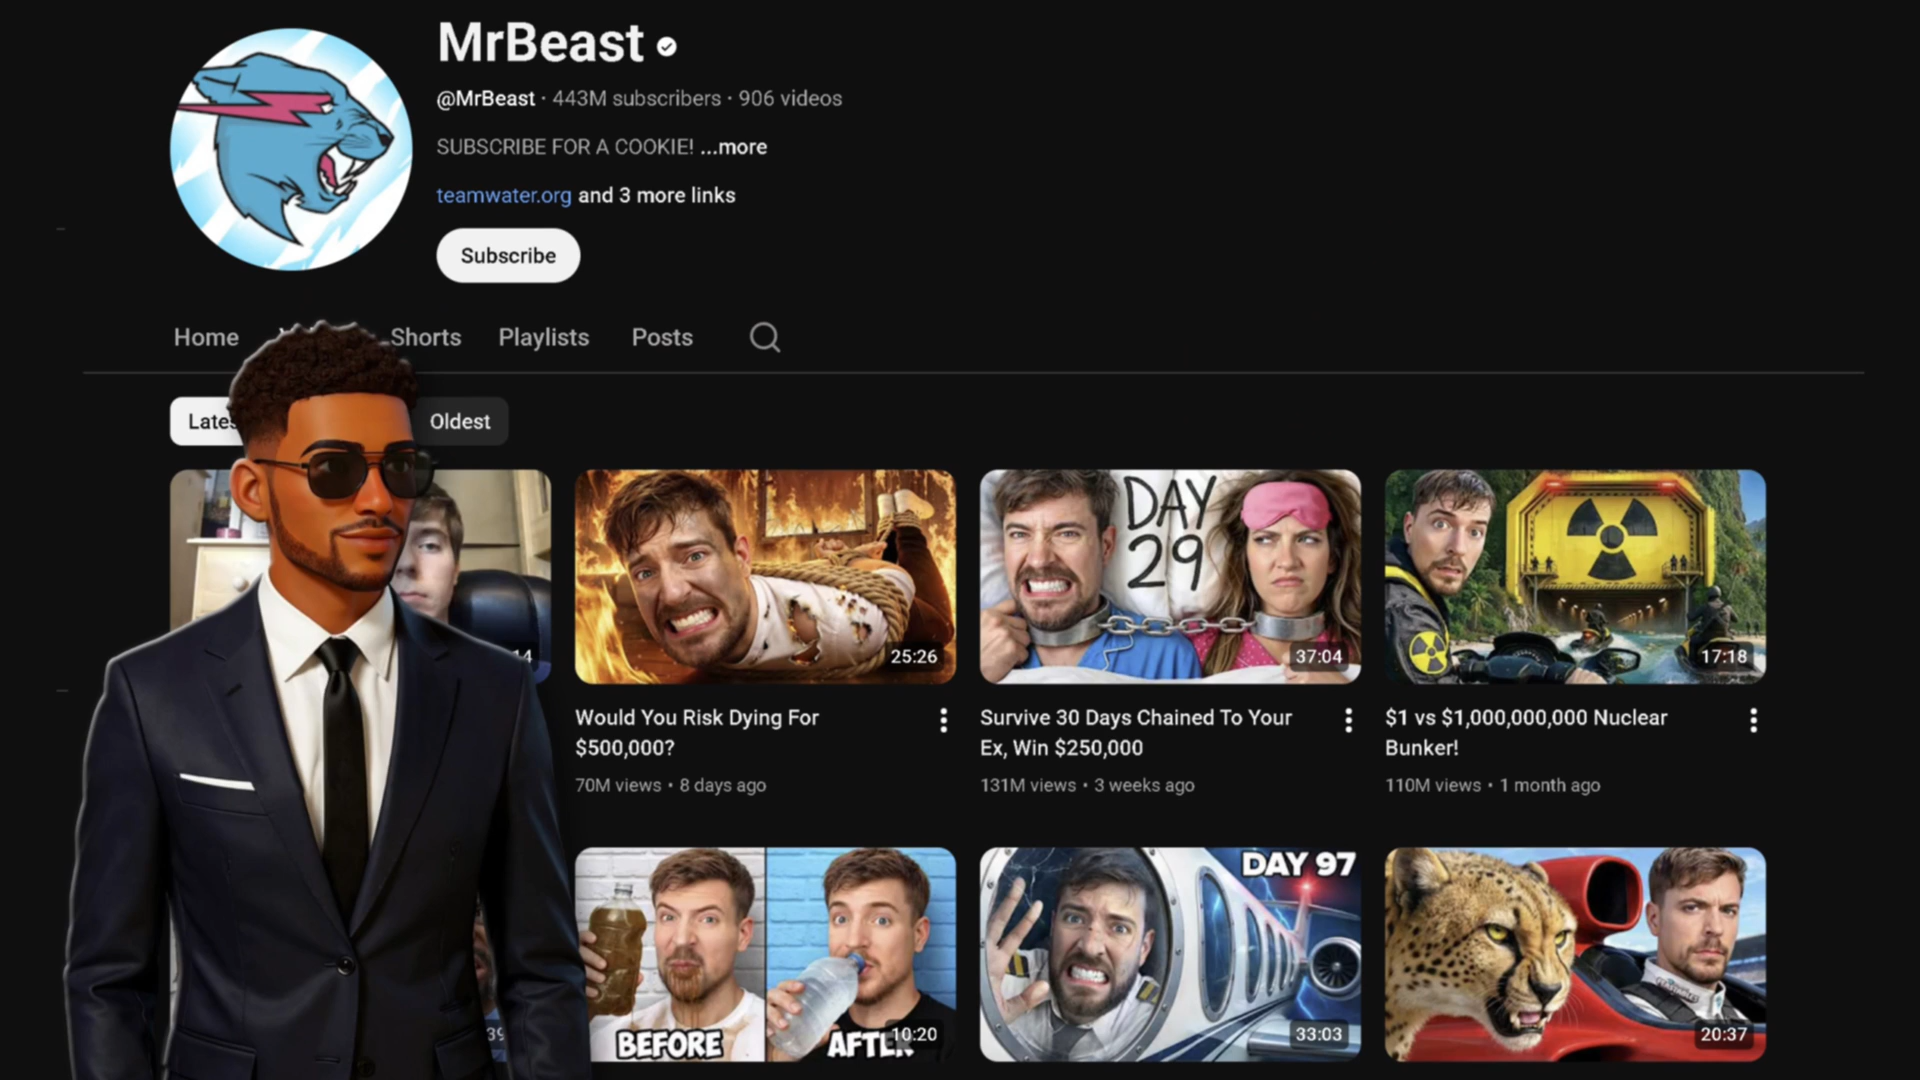 MrBeast
@MrBeast · 443M subscribers · 906 videos
SUBSCRIBE FOR A COOKIE! ...more
teamwater.org and 3 more links
Subscribe
Home Shorts Playlists Posts
Oldest
DAY
29
25:26
37:04
17:18
Would You Risk Dying For
$500,000?
70M views • 8 days ago
Survive 30 Days Chained To Your
Ex, Win $250,000
131M views • 3 weeks ago
$1 vs $1,000,000,000 Nuclear
Bunker!
110M views • 1 month ago
DAY 97
BEFORE
10:20
33:03
20:37